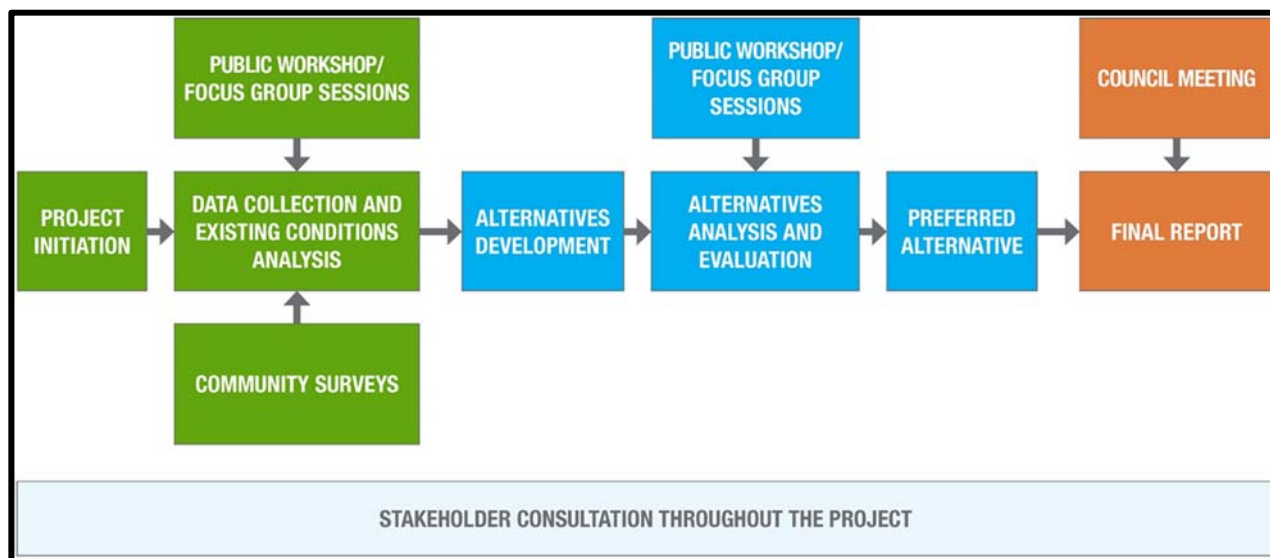 PUBLIC WORKSHOP/
FOCUS GROUP SESSIONS
PUBLIC WORKSHOP/
FOCUS GROUP
SESSIONS
COUNCIL MEETING
PROJECT
INITIATION
DATA COLLECTION AND
EXISTING CONDITIONS
ANALYSIS
ALTERNATIVES
DEVELOPMENT
ALTERNATIVES
ANALYSIS AND
EVALUATION
PREFERRED
ALTERNATIVE
FINAL REPORT
COMMUNITY SURVEYS
STAKEHOLDER CONSULTATION THROUGHOUT THE PROJECT